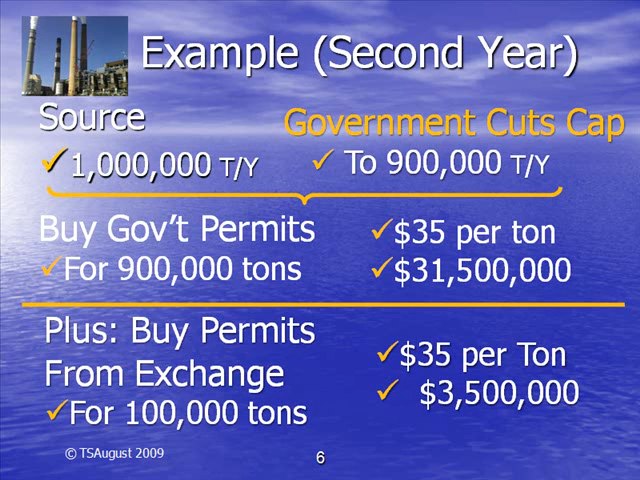 Example (Second Year)
Source
Government Cuts Cap
✓1,000,000 T/Y
✓ To 900,000 T/Y
Buy Gov’t Permits
✓For 900,000 tons
✓$35 per ton
✓$31,500,000
Plus: Buy Permits
From Exchange
✓For 100,000 tons
✓$35 per Ton
✓ $3,500,000
© TSAugust 2009
6